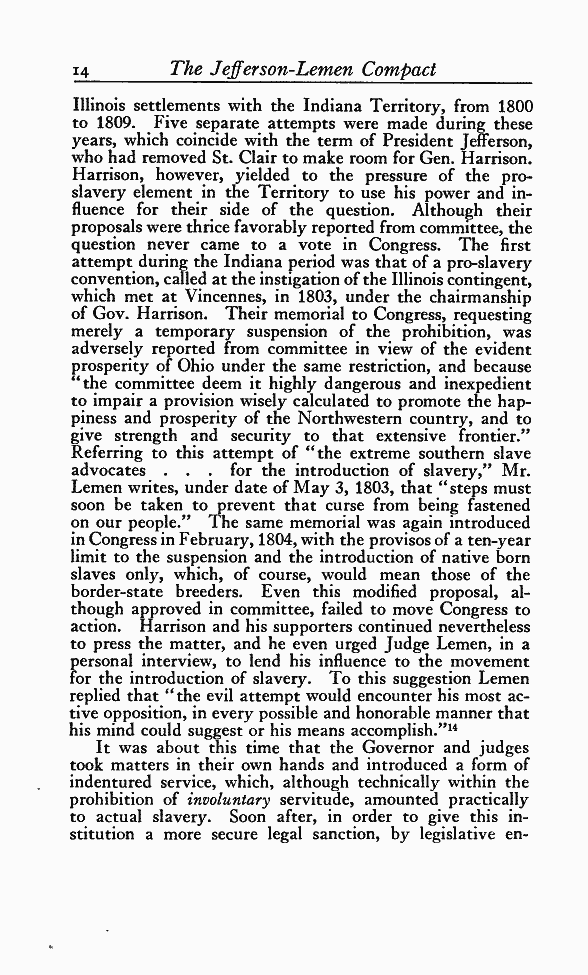 14 The Jefferson-Lemen Compact
Illinois settlements with the Indiana Territory, from 1800
to 1809. Five separate attempts were made during these
years, which coincide with the term of President Jefferson,
who had removed St. Clair to make room for Gen. Harrison.
Harrison, however, yielded to the pressure of the pro-
slavery element in the Territory to use his power and in-
fluence for their side of the question. Although their
proposals were thrice favorably reported from committee, the
question never came to a vote in Congress. The first
attempt during the Indiana period was that of a pro-slavery
convention, called at the instigation of the Illinois contingent,
which met at Vincennes, in 1803, under the chairmanship
of Gov. Harrison. Their memorial to Congress, requesting
merely a temporary suspension of the prohibition, was
adversely reported from committee in view of the evident
prosperity of Ohio under the same restriction, and because
"the committee deem it highly dangerous and inexpedient
to impair a provision wisely calculated to promote the hap-
piness and prosperity of the Northwestern country, and to
give strength and security to that extensive frontier."
Referring to this attempt of "the extreme southern slave
advocates . . . for the introduction of slavery," Mr.
Lemen writes, under date of May 3, 1803, that "steps must
soon be taken to prevent that curse from being fastened
on our people." The same memorial was again introduced
in Congress in February, 1804, with the provisos of a ten-year
limit to the suspension and the introduction of native born
slaves only, which, of course, would mean those of the
border-state breeders. Even this modified proposal, al-
though approved in committee, failed to move Congress to
action. Harrison and his supporters continued nevertheless
to press the matter, and he even urged Judge Lemen, in a
personal interview, to lend his influence to the movement
for the introduction of slavery. To this suggestion Lemen
replied that "the evil attempt would encounter his most ac-
tive opposition, in every possible and honorable manner that
his mind could suggest or his means accomplish."14
It was about this time that the Governor and judges
took matters in their own hands and introduced a form of
indentured service, which, although technically within the
prohibition of involuntary servitude, amounted practically
to actual slavery. Soon after, in order to give this in-
stitution a more secure legal sanction, by legislative en-